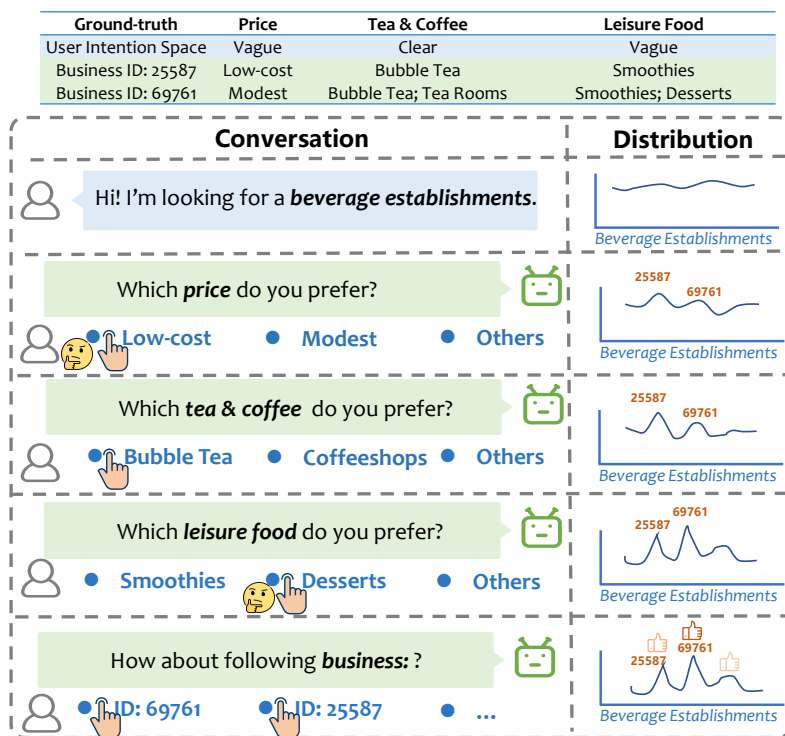 Ground-truth Price Tea & Coffee Leisure Food
User Intention Space Vague Clear Vague
Business ID: 25587 Low-cost Bubble Tea Smoothies
Business ID: 69761 Modest Bubble Tea; Tea Rooms Smoothies; Desserts
Conversation Distribution
Hi! I'm looking for a beverage establishments.
Beverage Establishments
Which price do you prefer?
25587
69761
Low-cost Modest Others
Beverage Establishments
Which tea & coffee do you prefer?
25587
69761
Bubble Tea Coffeeshops Others
Beverage Establishments
Which leisure food do you prefer?
69761
25587
Smoothies Desserts Others
Beverage Establishments
How about following business: ?
69761
25587
ID: 69761 ID: 25587 ...
Beverage Establishments